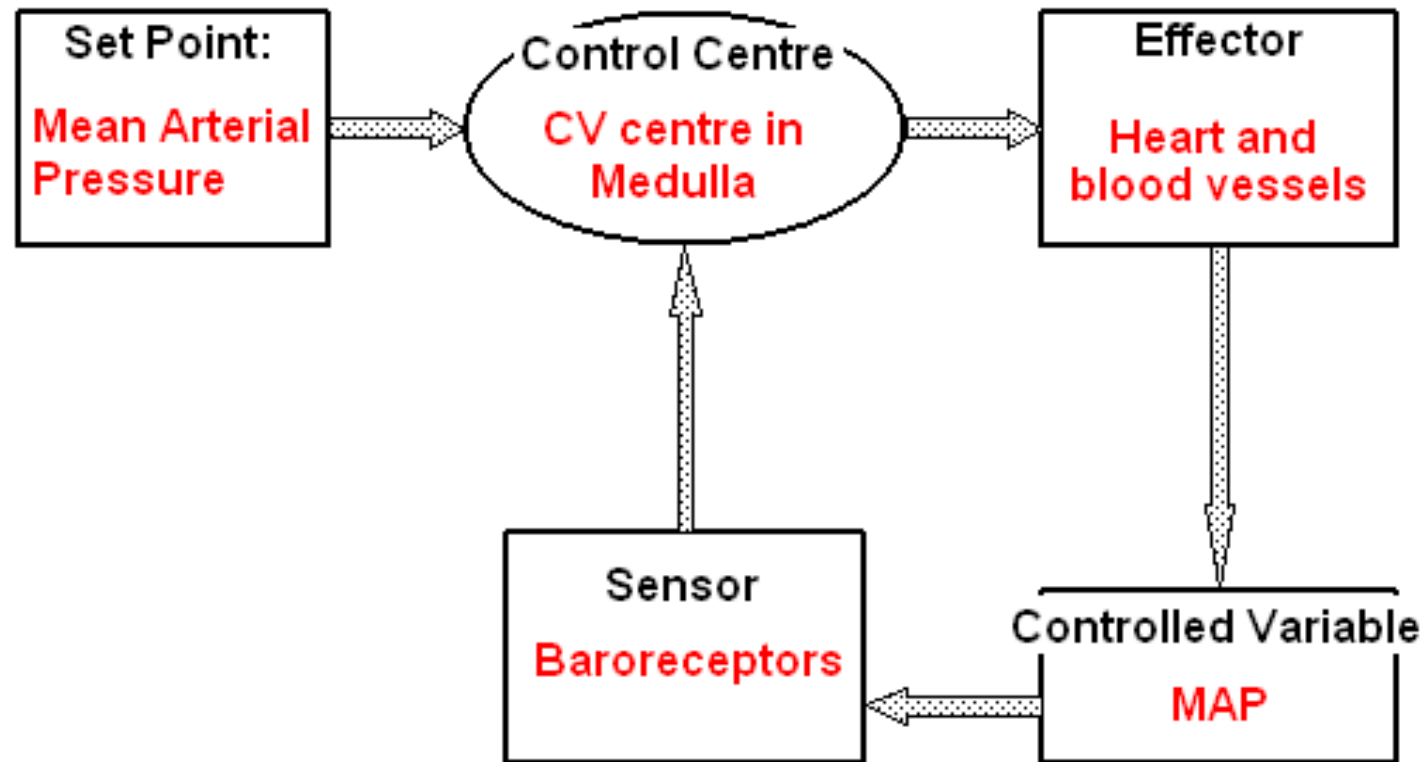 Set Point:
Mean Arterial
Pressure
Control Centre
CV centre in
Medulla
Effector
Heart and
blood vessels
Sensor
Baroreceptors
Controlled Variable
MAP